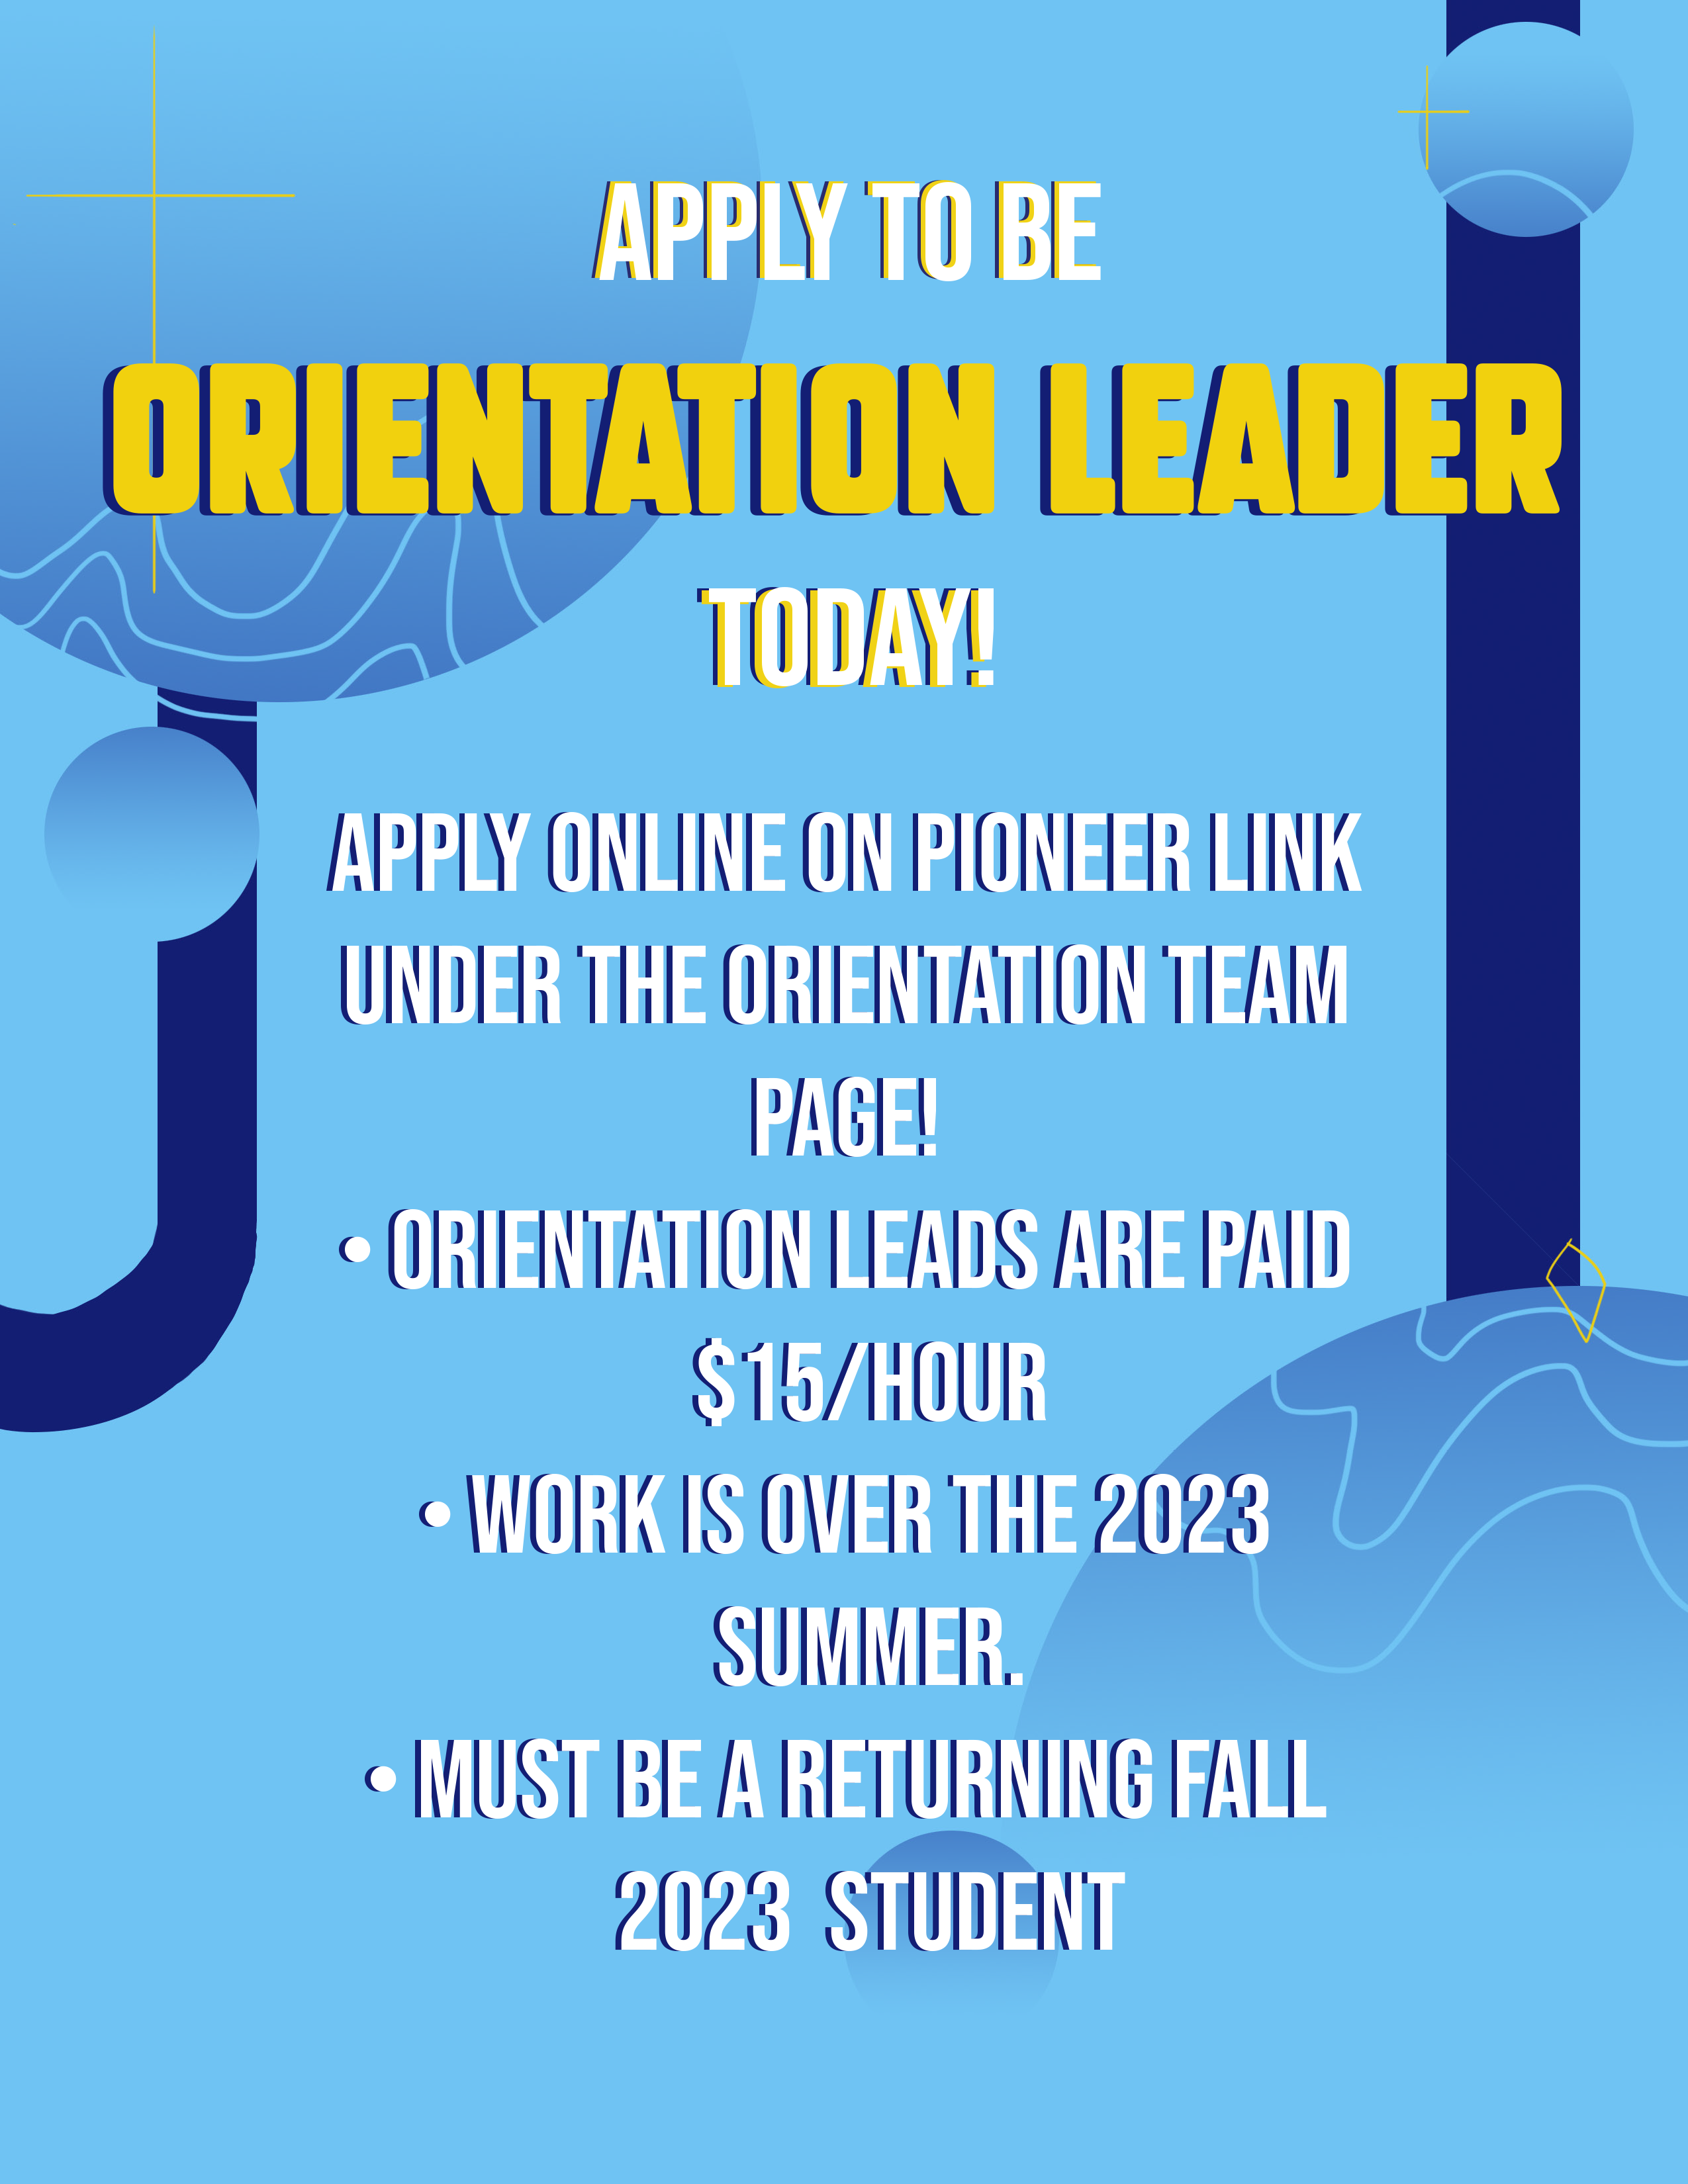 APPLY TO BE
ORIENTATION LEADER
TODAY!
APPLY ONLINE ON PIONEER LINK
UNDER THE ORIENTATION TEAM
PAGE!
• ORIENTATION LEADS ARE PAID
$15/HOUR
• WORK IS OVER THE 2023
SUMMER.
• MUST BE A RETURNING FALL
2023 STUDENT